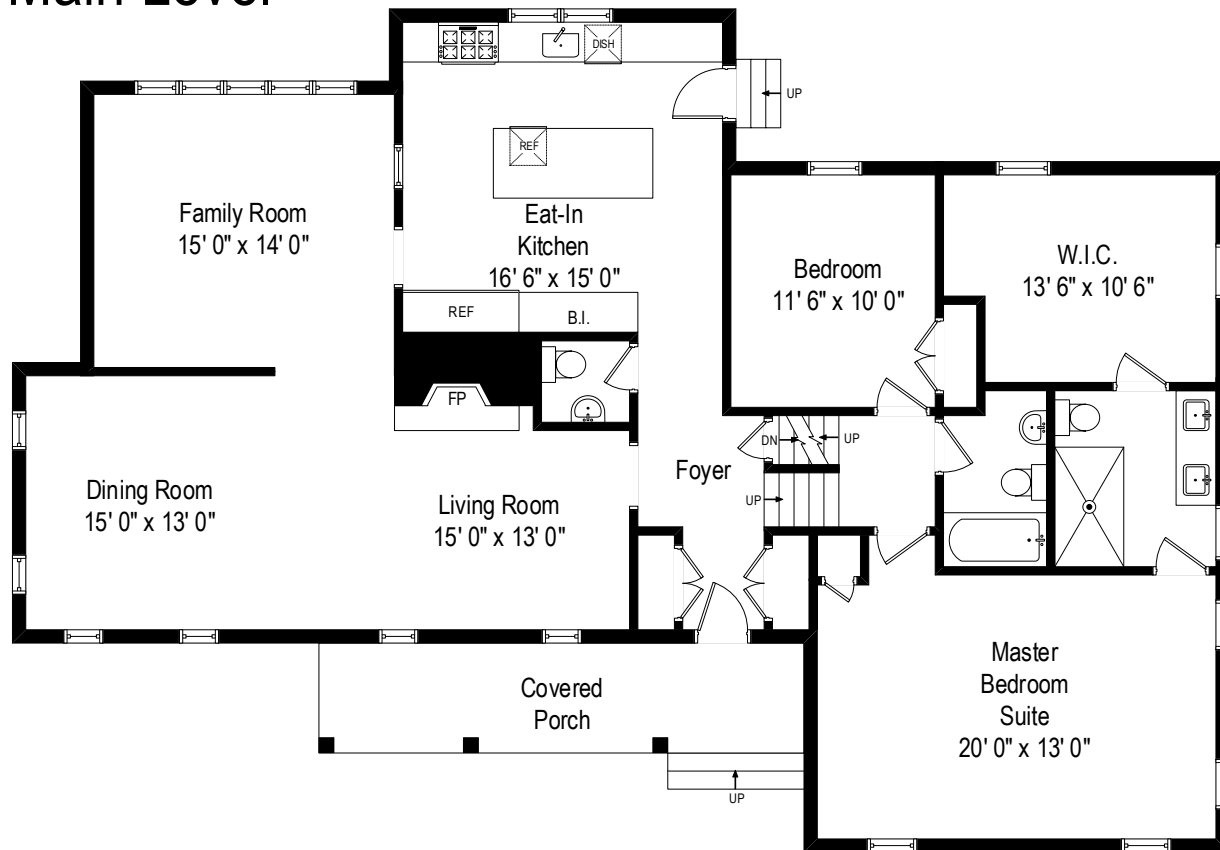 Main Level
DISH
UP
REF
Family Room
15' 0" x 14' 0"
Eat-In
Kitchen
16' 6" x 15' 0"
Bedroom
11' 6" x 10' 0"
W.I.C.
13' 6" x 10' 6"
REF
B.I.
FP
DN
UP
Foyer
UP
Dining Room
15' 0" x 13' 0"
Living Room
15' 0" x 13' 0"
Covered
Porch
Master
Bedroom
Suite
20' 0" x 13' 0"
UP